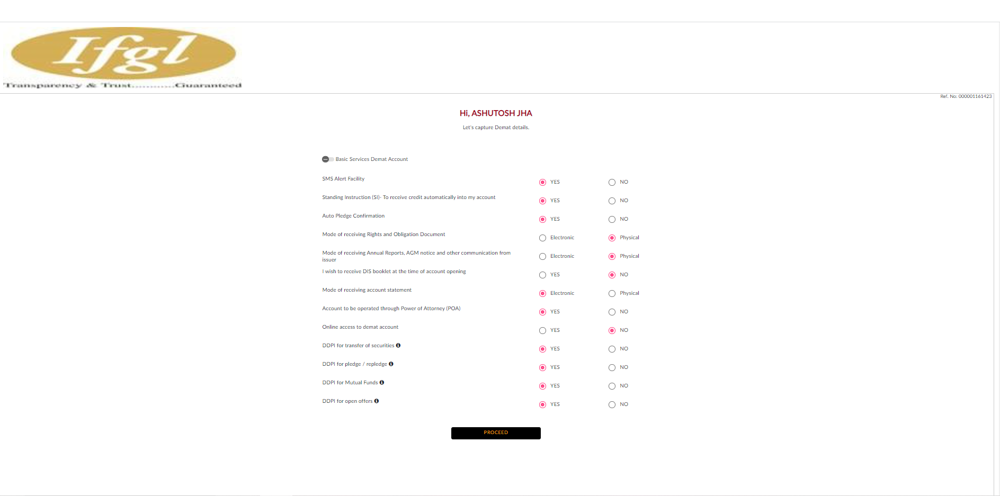 Ifgl
Transparency & Trust............Guaranteed
Ref. No: 000001161423
Hi, ASHUTOSH JHA
Let's capture Demat details.
Basic Services Demat Account
SMS Alert Facility YES NO
Standing Instruction (SI)- To receive credit automatically into my account YES NO
Auto Pledge Confirmation YES NO
Mode of receiving Rights and Obligation Document Electronic Physical
Mode of receiving Annual Reports, AGM notice and other communication from
issuer Electronic Physical
I wish to receive DIS booklet at the time of account opening YES NO
Mode of receiving account statement Electronic Physical
Account to be operated through Power of Attorney (POA) YES NO
Online access to demat account YES NO
DDPI for transfer of securities YES NO
DDPI for pledge / repledge YES NO
DDPI for Mutual Funds YES NO
DDPI for open offers YES NO
PROCEED